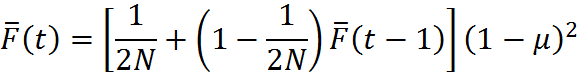 F̄(t) = [1/2N + (1 − 1/2N) F̄(t − 1)] (1 − μ)²